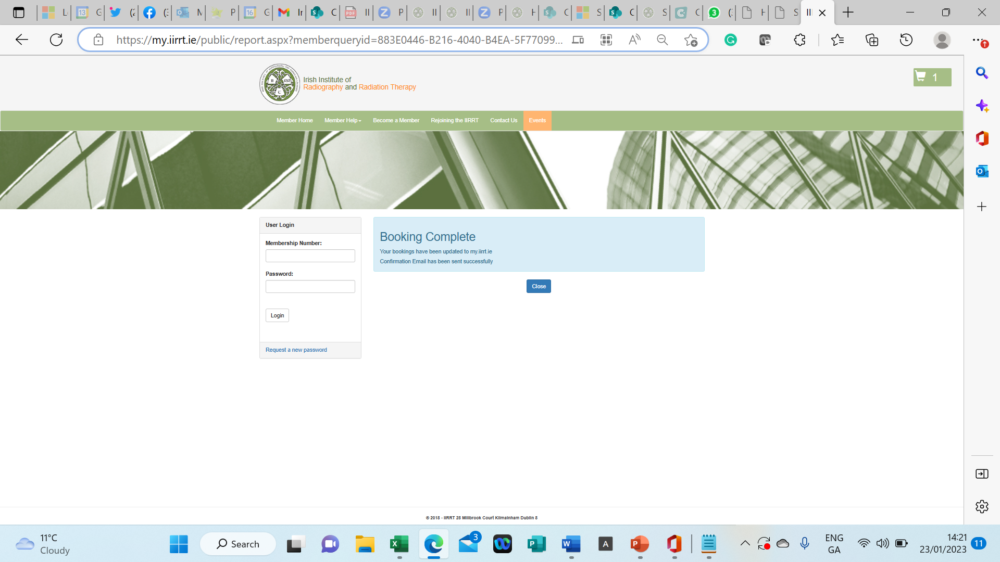 https://my.iirrt.ie/public/report.aspx?memberqueryid=883E0446-B216-4040-B4EA-5F77099...
Irish Institute of
Radiography and Radiation Therapy
1
Member Home Member Help Become a Member Rejoining the IIRRT Contact Us Events
User Login
Membership Number:
Password:
Login
Request a new password
Booking Complete
Your bookings have been updated to my.iirrt.ie
Confirmation Email has been sent successfully
Close
© 2018 - IIRRT 28 Millbrook Court Kilmainham Dublin 8
11°C
Cloudy
Search
3
ENG
GA
14:21
23/01/2023
11